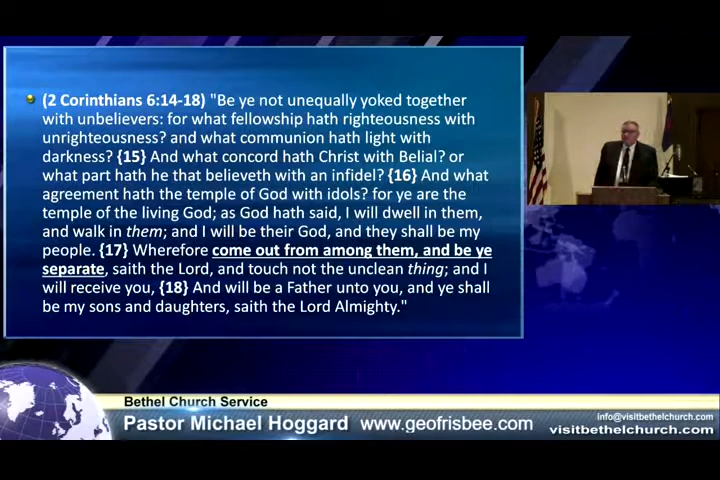 (2 Corinthians 6:14-18) "Be ye not unequally yoked together
with unbelievers: for what fellowship hath righteousness with
unrighteousness? and what communion hath light with
darkness? {15} And what concord hath Christ with Belial? or
what part hath he that believeth with an infidel? {16} And what
agreement hath the temple of God with idols? for ye are the
temple of the living God; as God hath said, I will dwell in them,
and walk in them; and I will be their God, and they shall be my
people. {17} Wherefore come out from among them, and be ye
separate, saith the Lord, and touch not the unclean thing; and I
will receive you, {18} And will be a Father unto you, and ye shall
be my sons and daughters, saith the Lord Almighty."
Bethel Church Service
Pastor Michael Hoggard www.geofrisbee.com
info@visitbethelchurch.com
visitbethelchurch.com